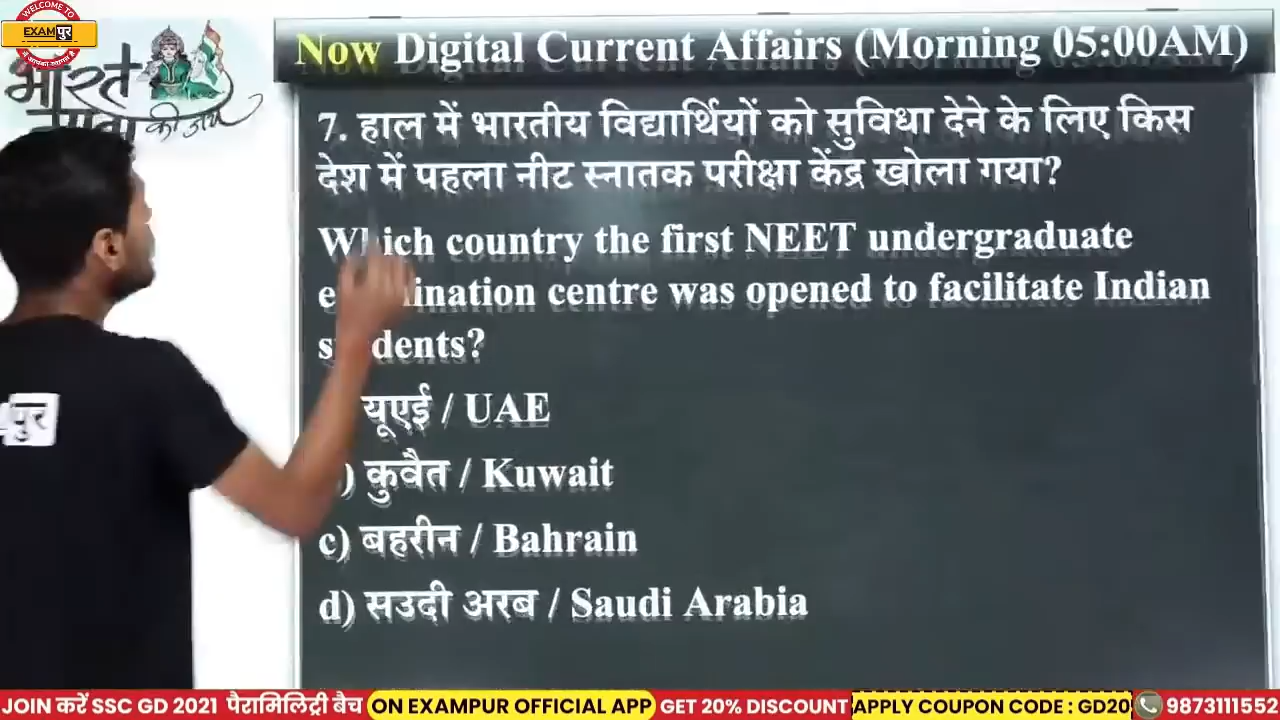 WELCOME TO
EXAMपुर
भारत
की जय
Now Digital Current Affairs (Morning 05:00AM)
7. हाल में भारतीय विद्यार्थियों को सुविधा देने के लिए किस
देश में पहला नीट स्नातक परीक्षा केंद्र खोला गया?
Which country the first NEET undergraduate
ination centre was opened to facilitate Indian
dents?
यूएई / UAE
) कुवैत / Kuwait
c) बहरीन / Bahrain
d) सउदी अरब / Saudi Arabia
पुर
JOIN करें SSC GD 2021 पैरामिलिट्री बैच ON EXAMPUR OFFICIAL APP GET 20% DISCOUNT APPLY COUPON CODE : GD20 9873111552